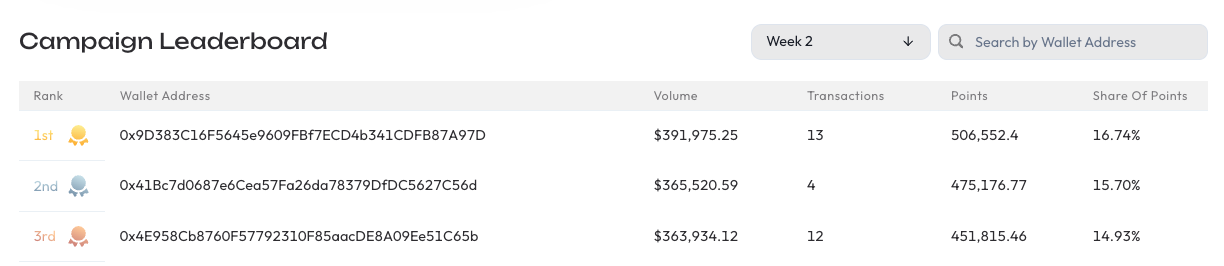 Campaign Leaderboard Week 2 Search by Wallet Address
Rank Wallet Address Volume Transactions Points Share Of Points
1st 0x9D383C16F5645e9609FBf7ECD4b341CDFB87A97D $391,975.25 13 506,552.4 16.74%
2nd 0x41Bc7d0687e6Cea57Fa26da78379DfDC5627C56d $365,520.59 4 475,176.77 15.70%
3rd 0x4E958Cb8760F57792310F85aacDE8A09Ee51C65b $363,934.12 12 451,815.46 14.93%